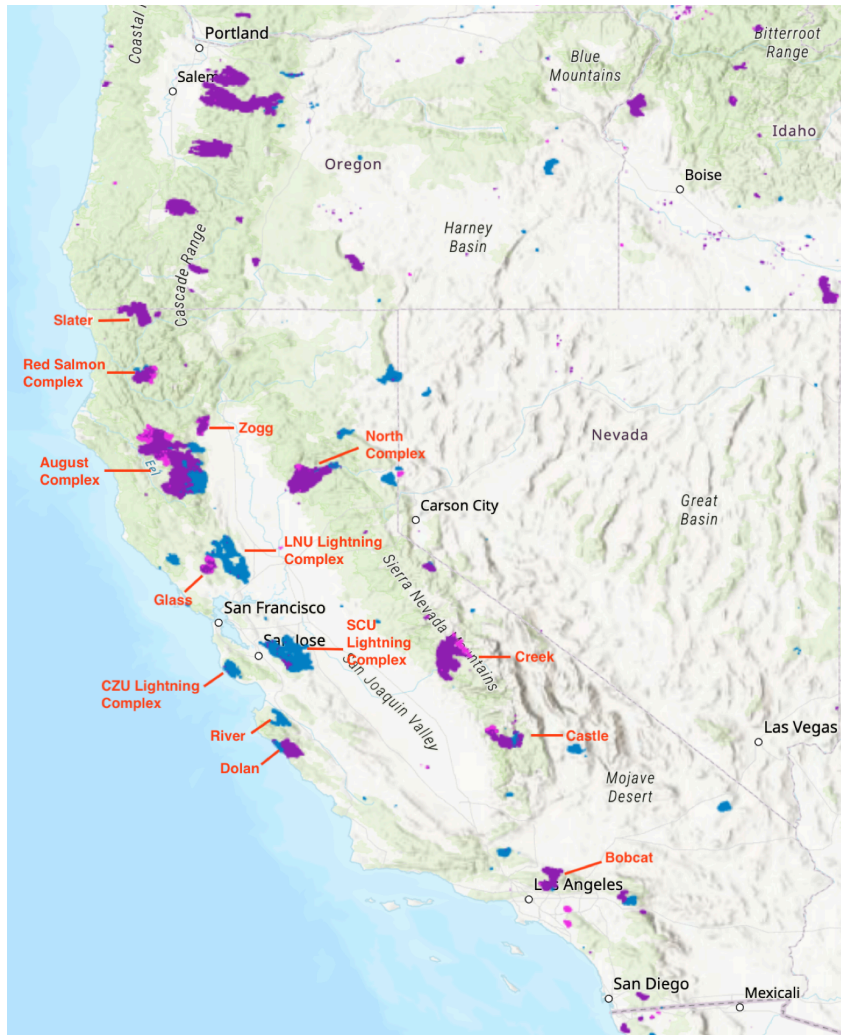 Coastal
Portland
Salem
Blue
Mountains
Bitterroot
Range
Idaho
Oregon
Boise
Harney
Basin
Cascade Range
Slater
Red Salmon
Complex
Zogg
North
Complex
Nevada
August
Complex
Eel
Great
Basin
Carson City
LNU Lightning
Complex
Glass
San Francisco
SCU
Lightning
Complex
San Jose
Sierra Nevada Mountains
Creek
CZU Lightning
Complex
San Joaquin Valley
River
Castle
Las Vegas
Dolan
Mojave
Desert
Bobcat
Los Angeles
San Diego
Mexicali